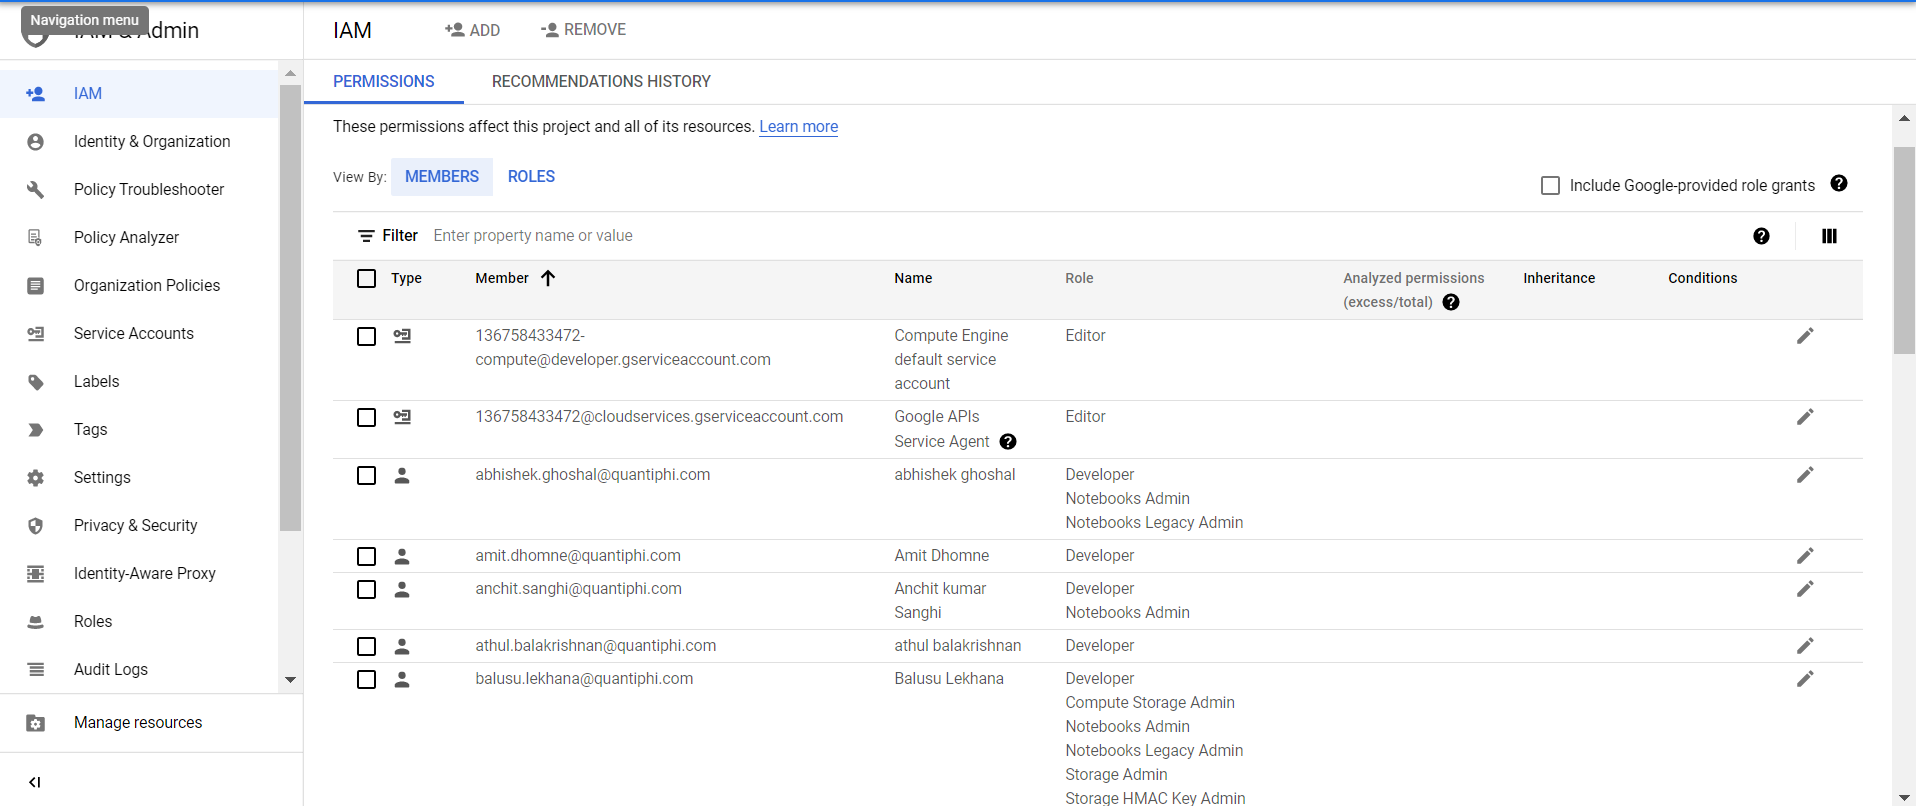 Navigation menu
IAM & Admin
IAM
Identity & Organization
Policy Troubleshooter
Policy Analyzer
Organization Policies
Service Accounts
Labels
Tags
Settings
Privacy & Security
Identity-Aware Proxy
Roles
Audit Logs
Manage resources
IAM ADD REMOVE
PERMISSIONS RECOMMENDATIONS HISTORY
These permissions affect this project and all of its resources. Learn more
View By: MEMBERS ROLES
Include Google-provided role grants
Filter Enter property name or value
Type Member Name Role Analyzed permissions (excess/total) Inheritance Conditions
136758433472-
compute@developer.gserviceaccount.com
Compute Engine
default service
account
Editor
136758433472@cloudservices.gserviceaccount.com
Google APIs
Service Agent
Editor
abhishek.ghoshal@quantiphi.com
abhishek ghoshal
Developer
Notebooks Admin
Notebooks Legacy Admin
amit.dhomne@quantiphi.com
Amit Dhomne
Developer
anchit.sanghi@quantiphi.com
Anchit kumar
Sanghi
Developer
Notebooks Admin
athul.balakrishnan@quantiphi.com
athul balakrishnan
Developer
balusu.lekhana@quantiphi.com
Balusu Lekhana
Developer
Compute Storage Admin
Notebooks Admin
Notebooks Legacy Admin
Storage Admin
Storage HMAC Key Admin